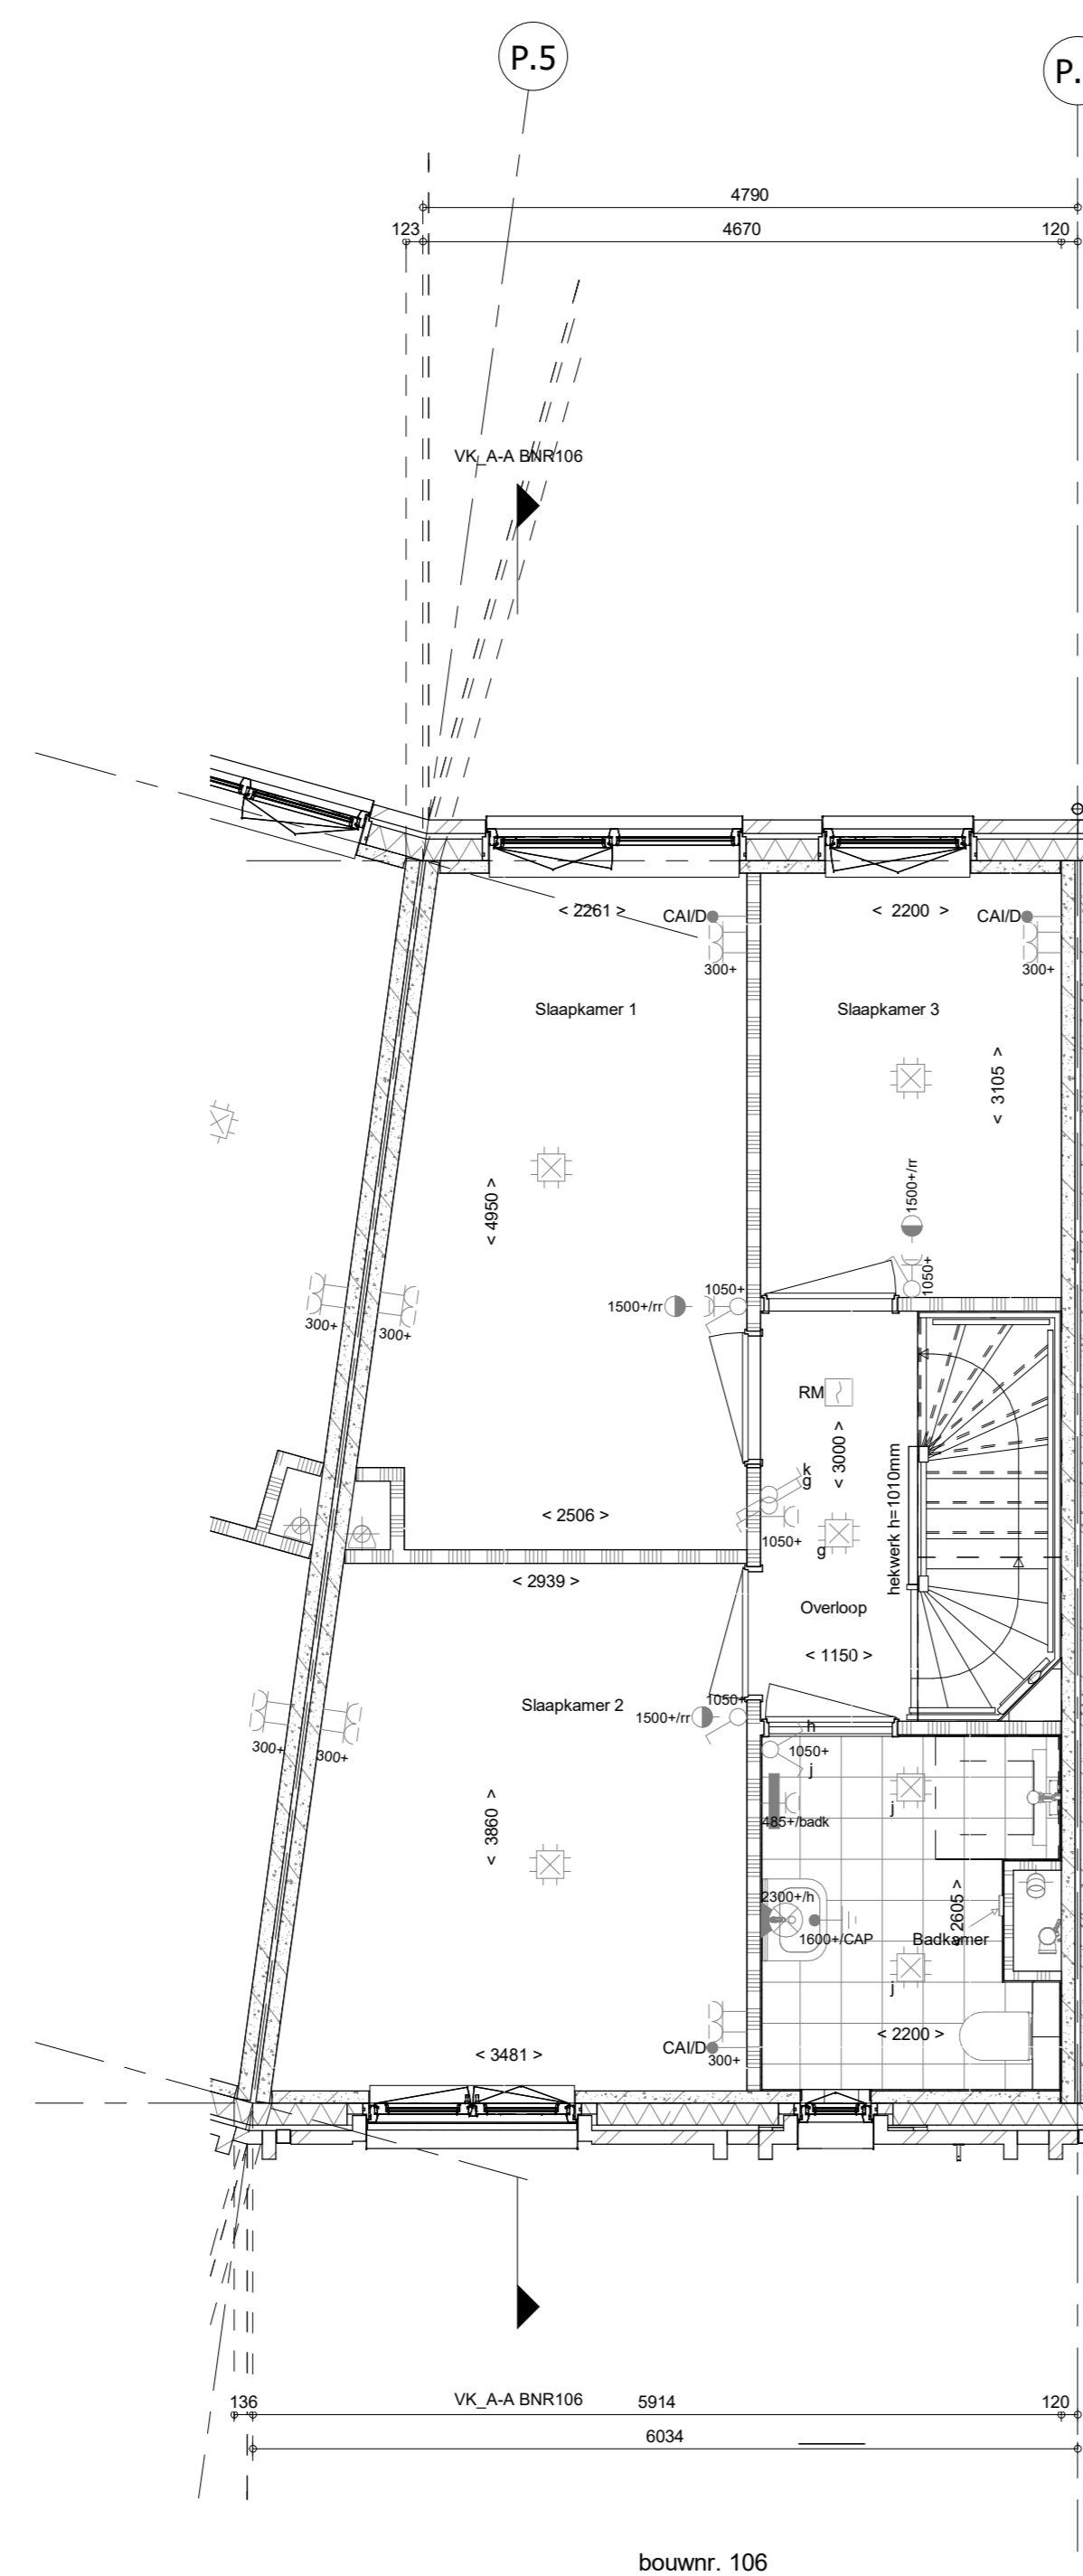 P.5
P.
4790
123
4670
120
VK_A-A BNR106
< 2261 >
CAI/D
300+
< 2200 >
CAI/D
300+
Slaapkamer 1
Slaapkamer 3
< 3105 >
< 4950 >
1500+/rr
1050+
1500+/rr
1050+
300+
300+
RM
< 3000 >
k
g
1050+
g
hekwerk h=1010mm
< 2506 >
< 2939 >
Overloop
< 1150 >
Slaapkamer 2
1500+/rr
1050+
300+
300+
h
1050+
j
j
485+/badk
< 3860 >
2300+/h
1600+/CAP
< 2605 >
Badkamer
j
< 2200 >
CAI/D
300+
< 3481 >
136
VK_A-A BNR106
5914
120
6034
bouwnr. 106